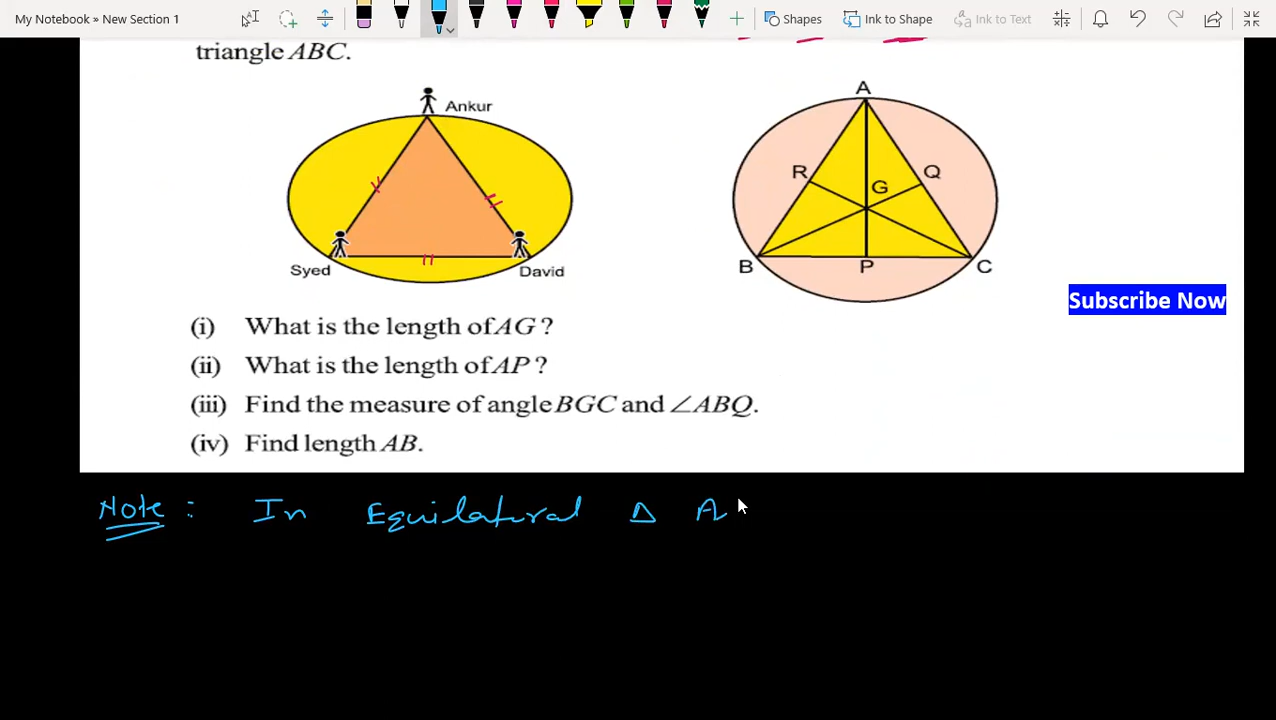 My Notebook » New Section 1
Shapes
Ink to Shape
Ink to Text
triangle ABC.
Ankur
Syed
David
A
R
Q
G
B
P
C
Subscribe Now
(i) What is the length of AG ?
(ii) What is the length of AP ?
(iii) Find the measure of angle BGC and ∠ABQ.
(iv) Find length AB.
Note : In Equilateral Δ A